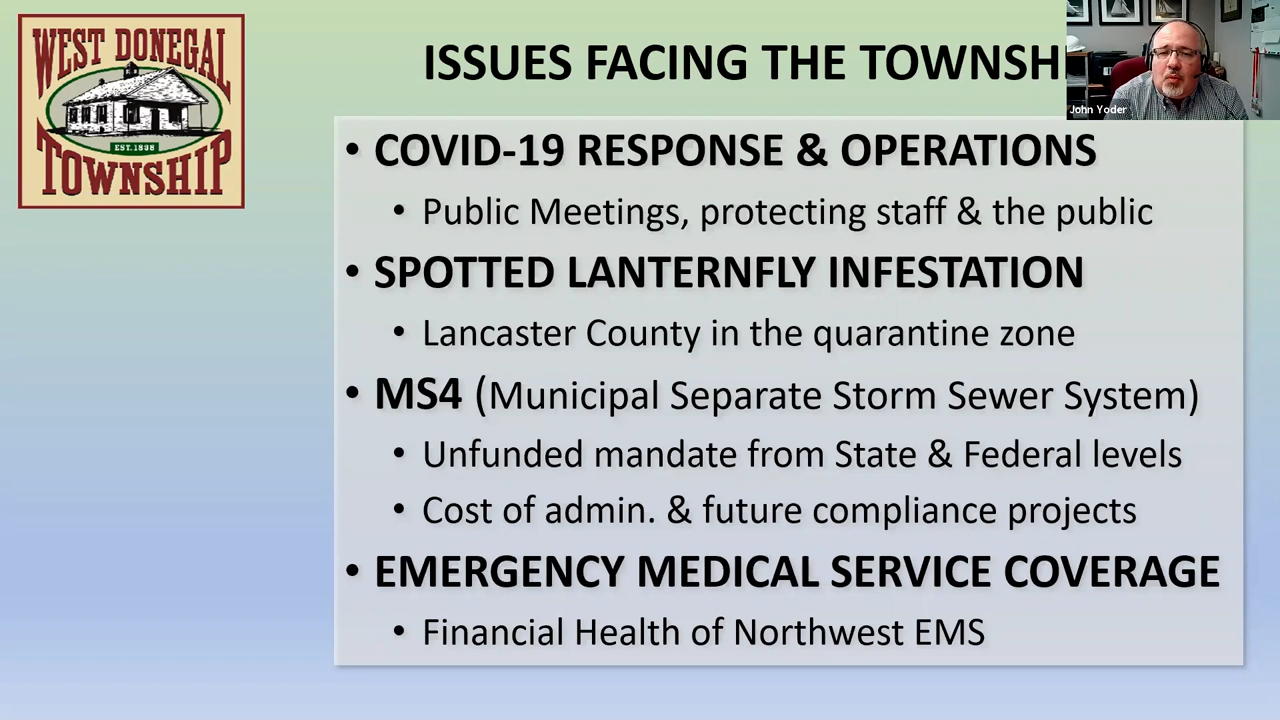 WEST DONEGAL
EST.1838
TOWNSHIP
ISSUES FACING THE TOWNSH
John Yoder
• COVID-19 RESPONSE & OPERATIONS
• Public Meetings, protecting staff & the public
• SPOTTED LANTERNFLY INFESTATION
• Lancaster County in the quarantine zone
• MS4 (Municipal Separate Storm Sewer System)
• Unfunded mandate from State & Federal levels
• Cost of admin. & future compliance projects
• EMERGENCY MEDICAL SERVICE COVERAGE
• Financial Health of Northwest EMS